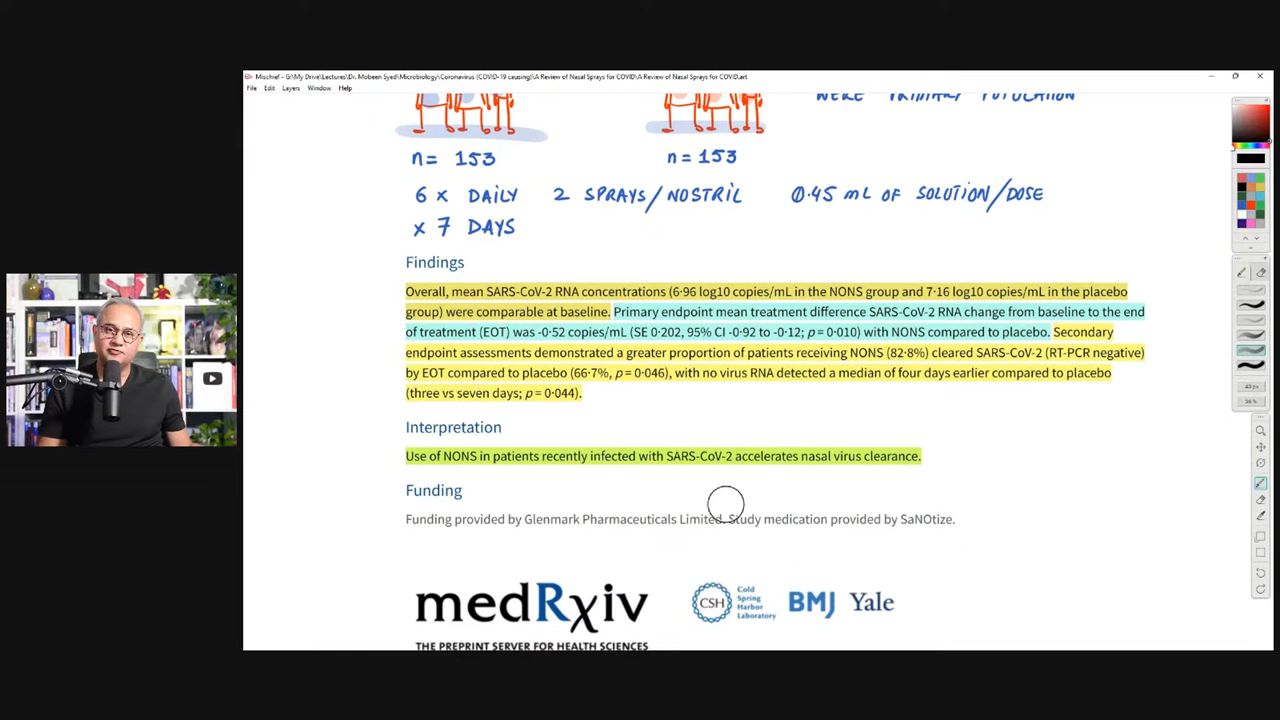 Mischief - G:\My Drive\Lectures\Dr. Mobeen Syed\Microbiology\Coronavirus (COVID-19 causing)\A Review of Nasal Sprays for COVID\A Review of Nasal Sprays for COVID.art
File Edit Layers Window Help
WERE PRIMARY POPULATION
n= 153 n = 153
6 x DAILY 2 SPRAYS/NOSTRIL 0.45 mL OF SOLUTION/DOSE
x 7 DAYS
Findings
Overall, mean SARS-CoV-2 RNA concentrations (6·96 log10 copies/mL in the NONS group and 7·16 log10 copies/mL in the placebo
group) were comparable at baseline. Primary endpoint mean treatment difference SARS-CoV-2 RNA change from baseline to the end
of treatment (EOT) was -0·52 copies/mL (SE 0·202, 95% CI -0·92 to -0·12; p = 0·010) with NONS compared to placebo. Secondary
endpoint assessments demonstrated a greater proportion of patients receiving NONS (82·8%) cleared SARS-CoV-2 (RT-PCR negative)
by EOT compared to placebo (66·7%, p = 0·046), with no virus RNA detected a median of four days earlier compared to placebo
(three vs seven days; p = 0·044).
Interpretation
Use of NONS in patients recently infected with SARS-CoV-2 accelerates nasal virus clearance.
Funding
Funding provided by Glenmark Pharmaceuticals Limited. Study medication provided by SaNOtize.
medRxiv
THE PREPRINT SERVER FOR HEALTH SCIENCES
CSH Cold Spring Harbor Laboratory
BMJ Yale